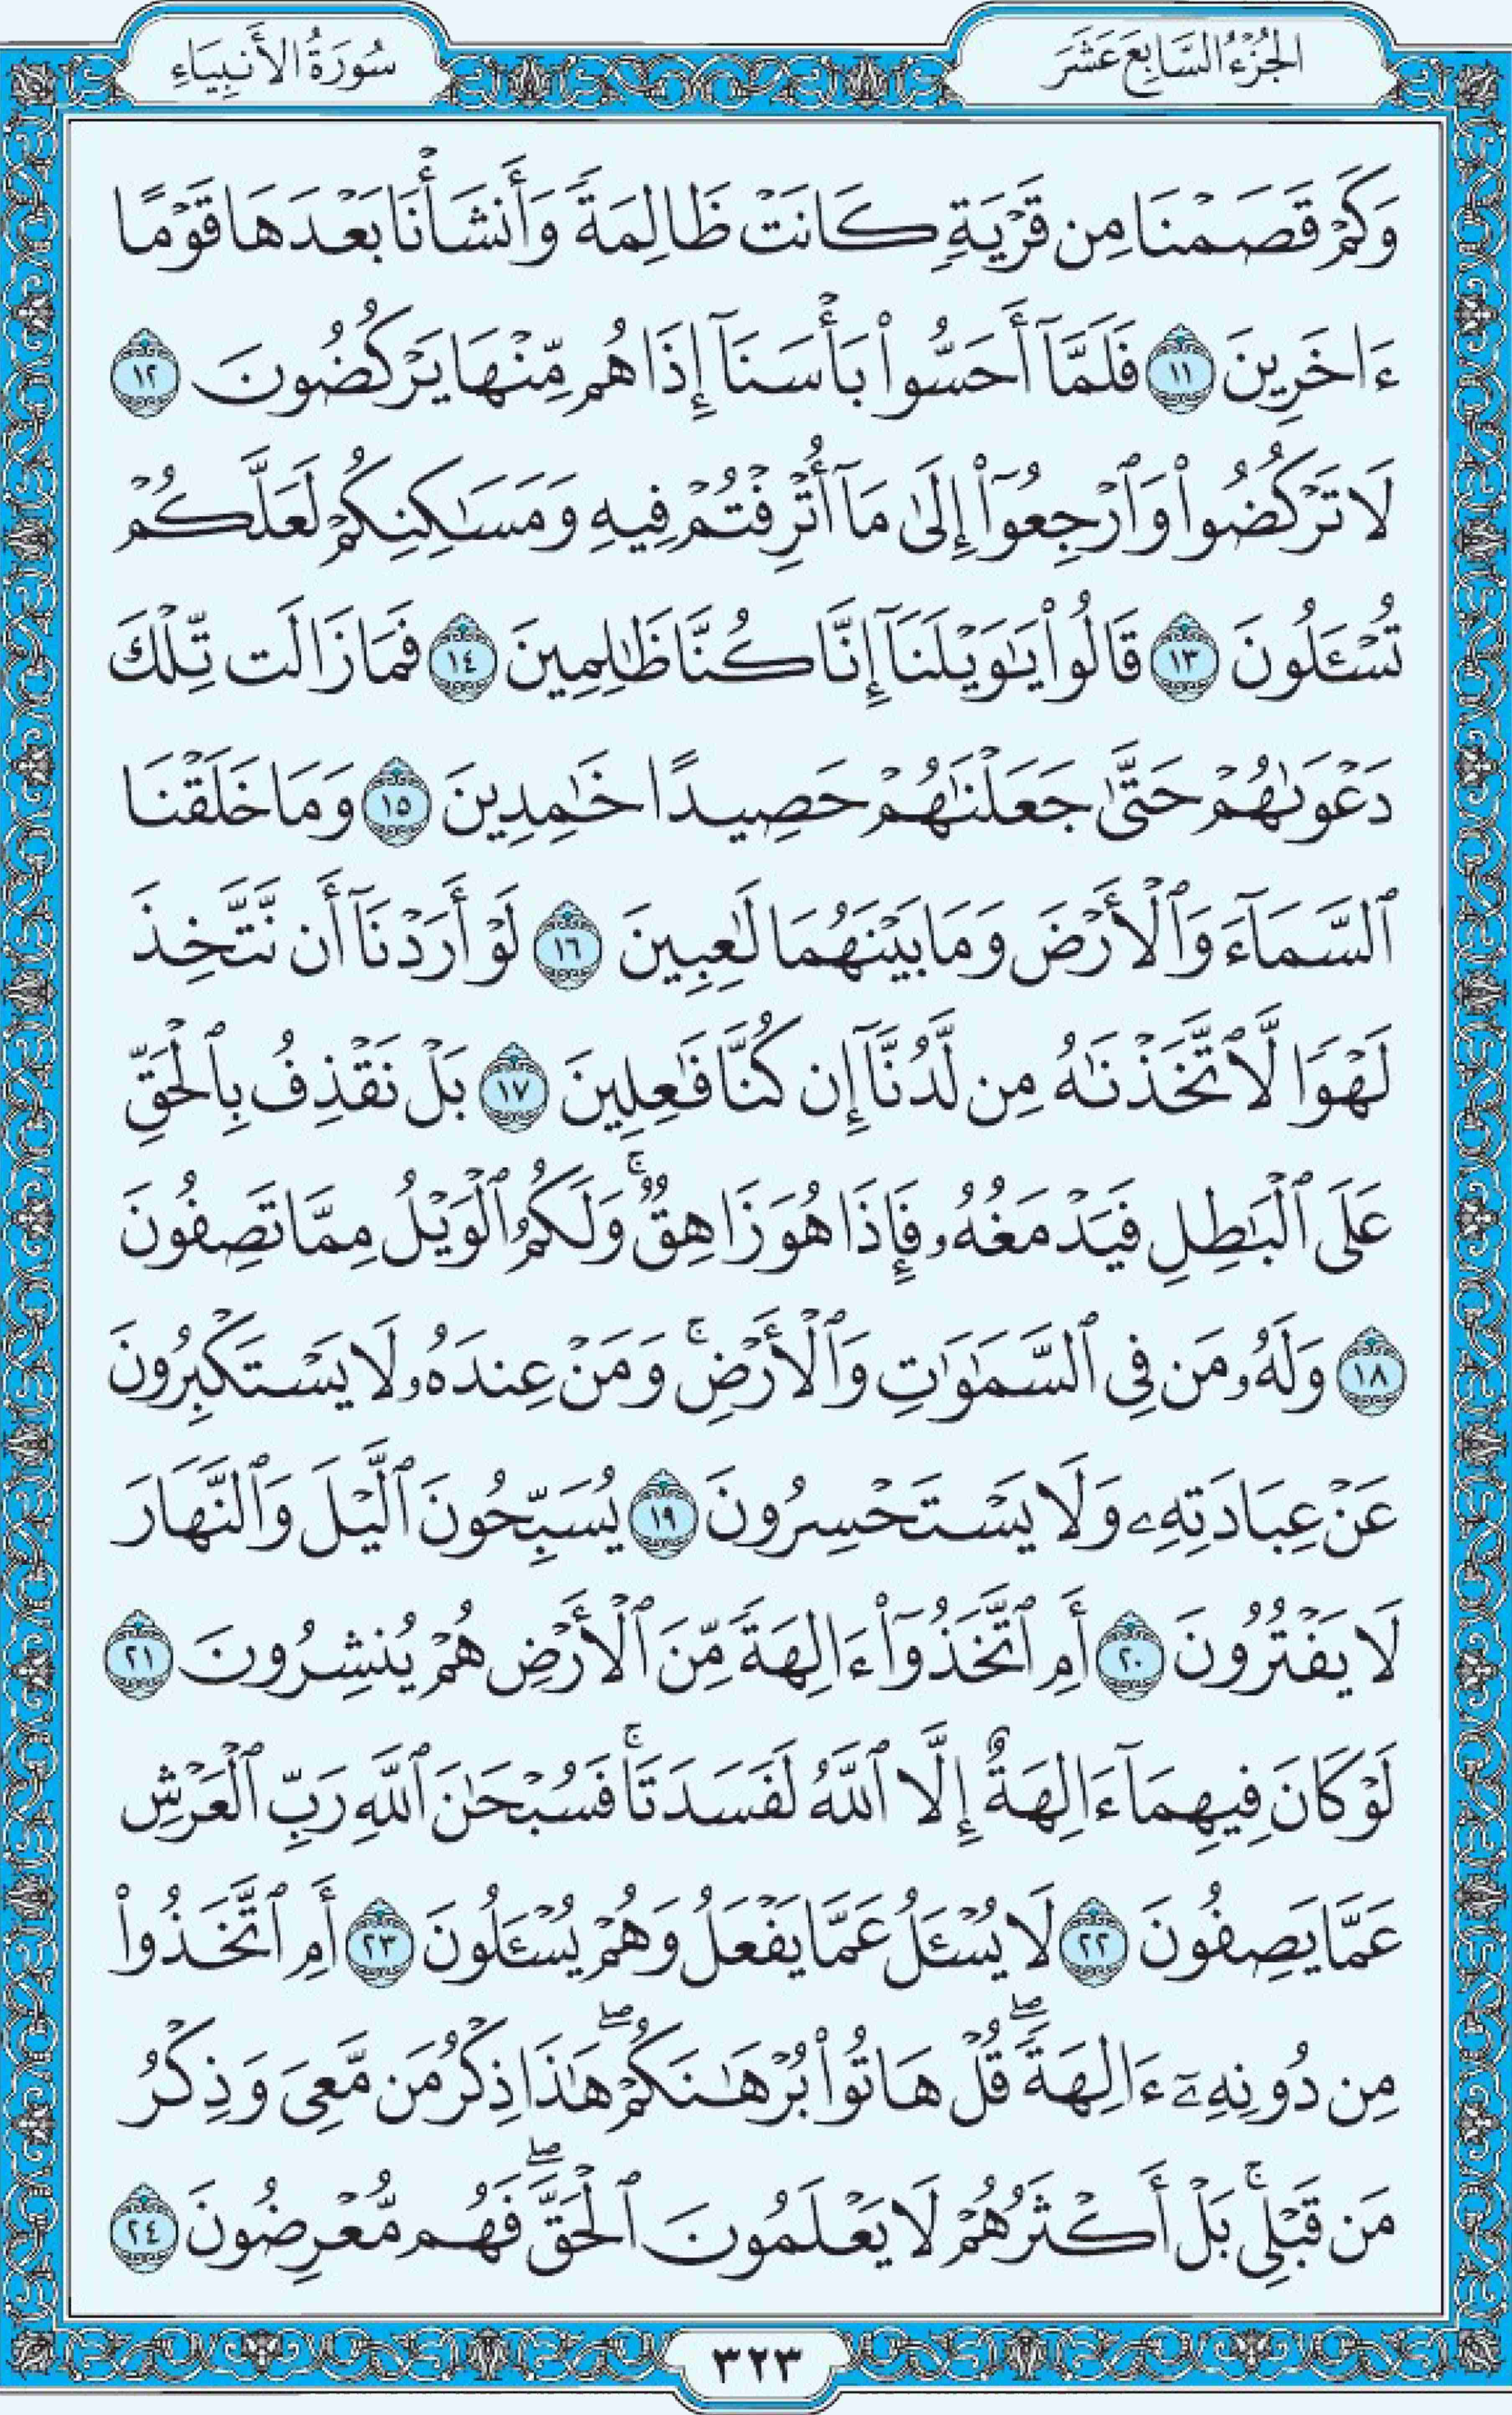 الجُزْءُ السَّابِعَ عَشَرَ
سُورَةُ الأَنبِيَاءِ
وَكَمْ قَصَمْنَا مِن قَرْيَةٍ كَانَتْ ظَالِمَةً وَأَنشَأْنَا بَعْدَهَا قَوْمًا
ءَاخَرِينَ ١١ فَلَمَّآ أَحَسُّوا۟ بَأْسَنَآ إِذَا هُم مِّنْهَا يَرْكُضُونَ ١٢
لَا تَرْكُضُوا۟ وَٱرْجِعُوٓا۟ إِلَىٰ مَآ أُتْرِفْتُمْ فِيهِ وَمَسَـٰكِنِكُمْ لَعَلَّكُمْ
تُسْـَٔلُونَ ١٣ قَالُوا۟ يَـٰوَيْلَنَآ إِنَّا كُنَّا ظَـٰلِمِينَ ١٤ فَمَا زَالَت تِّلْكَ
دَعْوَىٰهُمْ حَتَّىٰ جَعَلْنَـٰهُمْ حَصِيدًا خَـٰمِدِينَ ١٥ وَمَا خَلَقْنَا
ٱلسَّمَآءَ وَٱلْأَرْضَ وَمَا بَيْنَهُمَا لَـٰعِبِينَ ١٦ لَوْ أَرَدْنَآ أَن نَّتَّخِذَ
لَهْوًا لَّٱتَّخَذْنَـٰهُ مِن لَّدُنَّآ إِن كُنَّا فَـٰعِلِينَ ١٧ بَلْ نَقْذِفُ بِٱلْحَقِّ
عَلَى ٱلْبَـٰطِلِ فَيَدْمَغُهُۥ فَإِذَا هُوَ زَاهِقٌ ۚ وَلَكُمُ ٱلْوَيْلُ مِمَّا تَصِفُونَ
١٨ وَلَهُۥ مَن فِى ٱلسَّمَـٰوَٰتِ وَٱلْأَرْضِ ۚ وَمَنْ عِندَهُۥ لَا يَسْتَكْبِرُونَ
عَنْ عِبَادَتِهِۦ وَلَا يَسْتَحْسِرُونَ ١٩ يُسَبِّحُونَ ٱلَّيْلَ وَٱلنَّهَارَ
لَا يَفْتُرُونَ ٢٠ أَمِ ٱتَّخَذُوٓا۟ ءَالِهَةً مِّنَ ٱلْأَرْضِ هُمْ يُنشِرُونَ ٢١
لَوْ كَانَ فِيهِمَآ ءَالِهَةٌ إِلَّا ٱللَّهُ لَفَسَدَتَا ۚ فَسُبْحَـٰنَ ٱللَّهِ رَبِّ ٱلْعَرْشِ
عَمَّا يَصِفُونَ ٢٢ لَا يُسْـَٔلُ عَمَّا يَفْعَلُ وَهُمْ يُسْـَٔلُونَ ٢٣ أَمِ ٱتَّخَذُوا۟
مِن دُونِهِۦٓ ءَالِهَةً ۖ قُلْ هَاتُوا۟ بُرْهَـٰنَكُمْ ۖ هَـٰذَا ذِكْرُ مَن مَّعِىَ وَذِكْرُ
مَن قَبْلِى ۚ بَلْ أَكْثَرُهُمْ لَا يَعْلَمُونَ ٱلْحَقَّ ۖ فَهُم مُّعْرِضُونَ ٢٤
٣٢٣